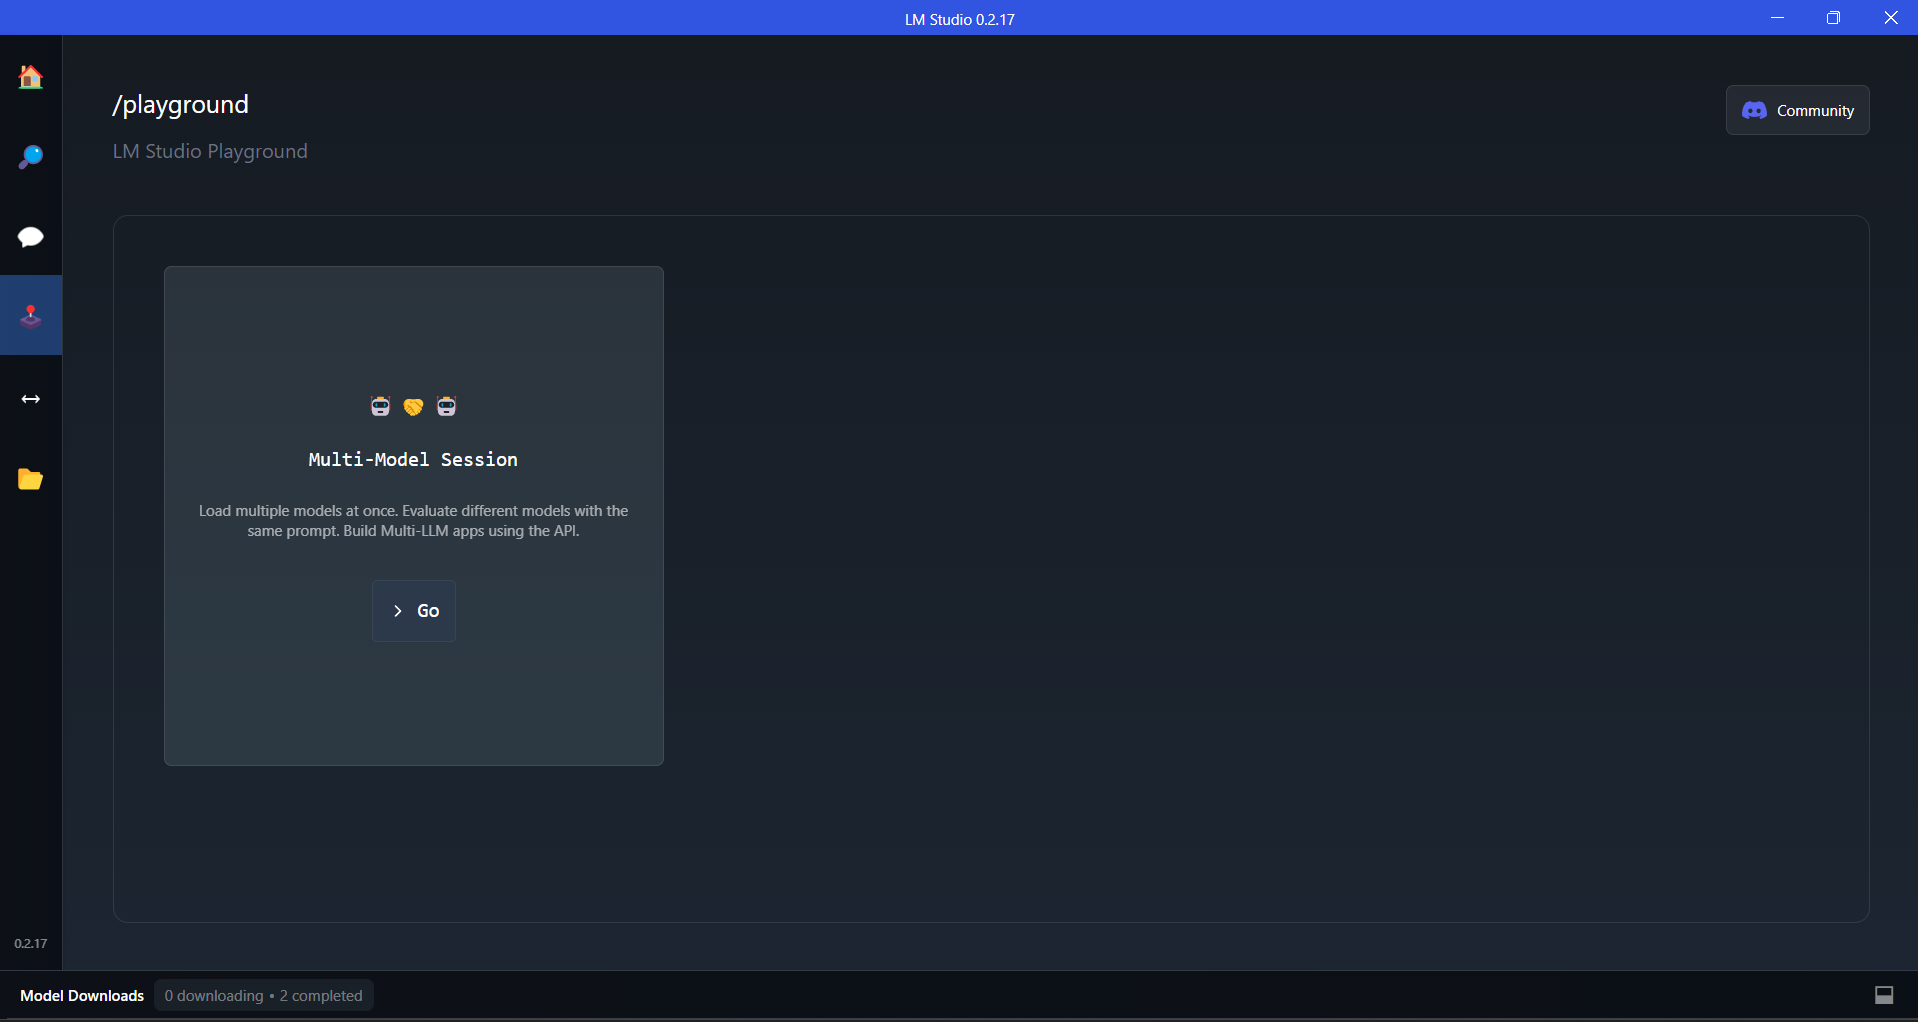 LM Studio 0.2.17
/playground
LM Studio Playground
Community
Multi-Model Session
Load multiple models at once. Evaluate different models with the
same prompt. Build Multi-LLM apps using the API.
Go
0.2.17
Model Downloads 0 downloading • 2 completed